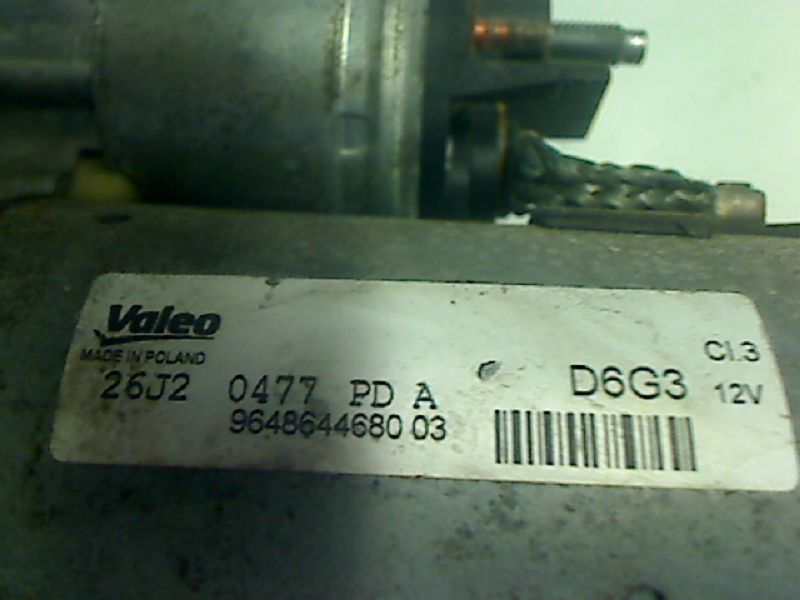 Valeo
MADE IN POLAND
Cl.3
26J2 0477 PD A D6G3 12V
9648644680 03